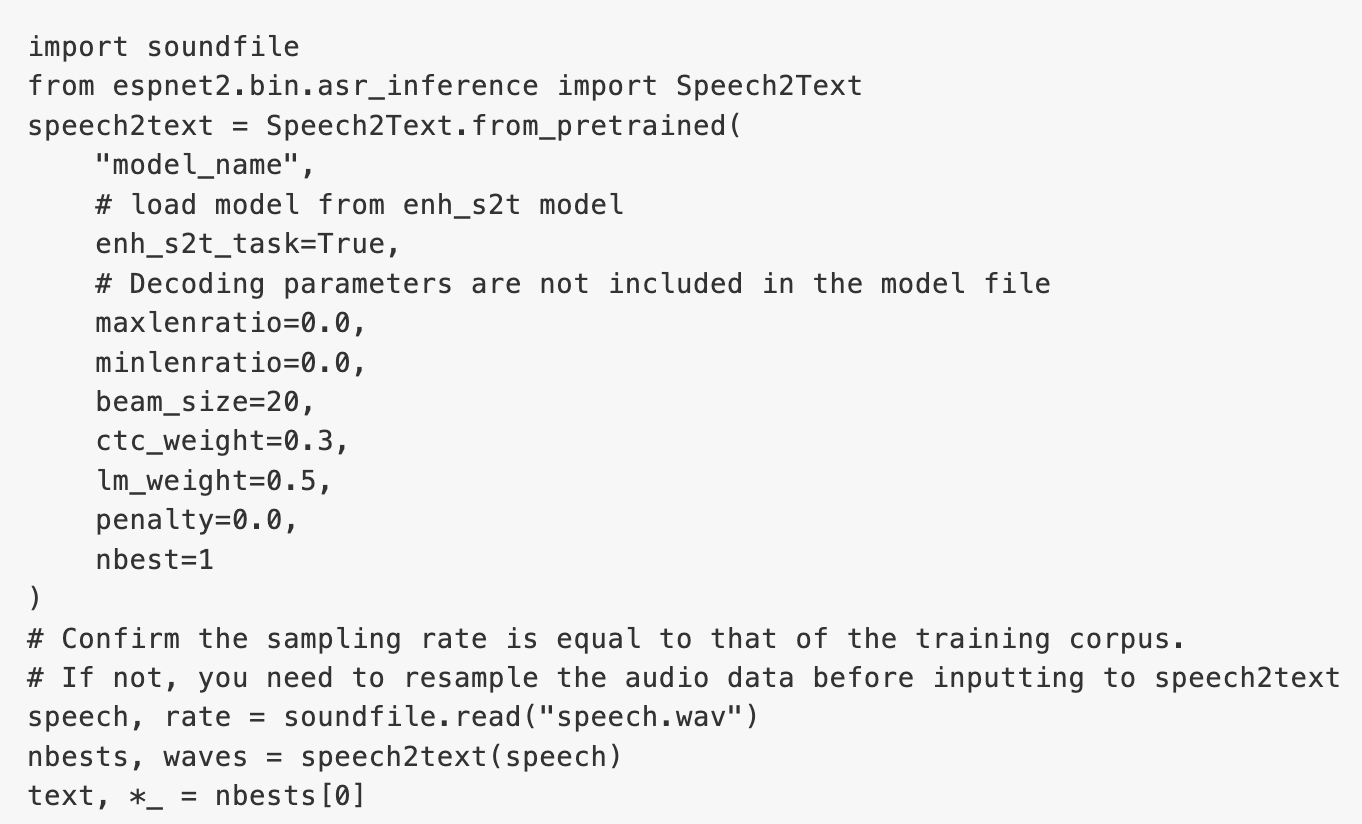 import soundfile
from espnet2.bin.asr_inference import Speech2Text
speech2text = Speech2Text.from_pretrained(
    "model_name",
    # load model from enh_s2t model
    enh_s2t_task=True,
    # Decoding parameters are not included in the model file
    maxlenratio=0.0,
    minlenratio=0.0,
    beam_size=20,
    ctc_weight=0.3,
    lm_weight=0.5,
    penalty=0.0,
    nbest=1
)
# Confirm the sampling rate is equal to that of the training corpus.
# If not, you need to resample the audio data before inputting to speech2text
speech, rate = soundfile.read("speech.wav")
nbests, waves = speech2text(speech)
text, *_ = nbests[0]